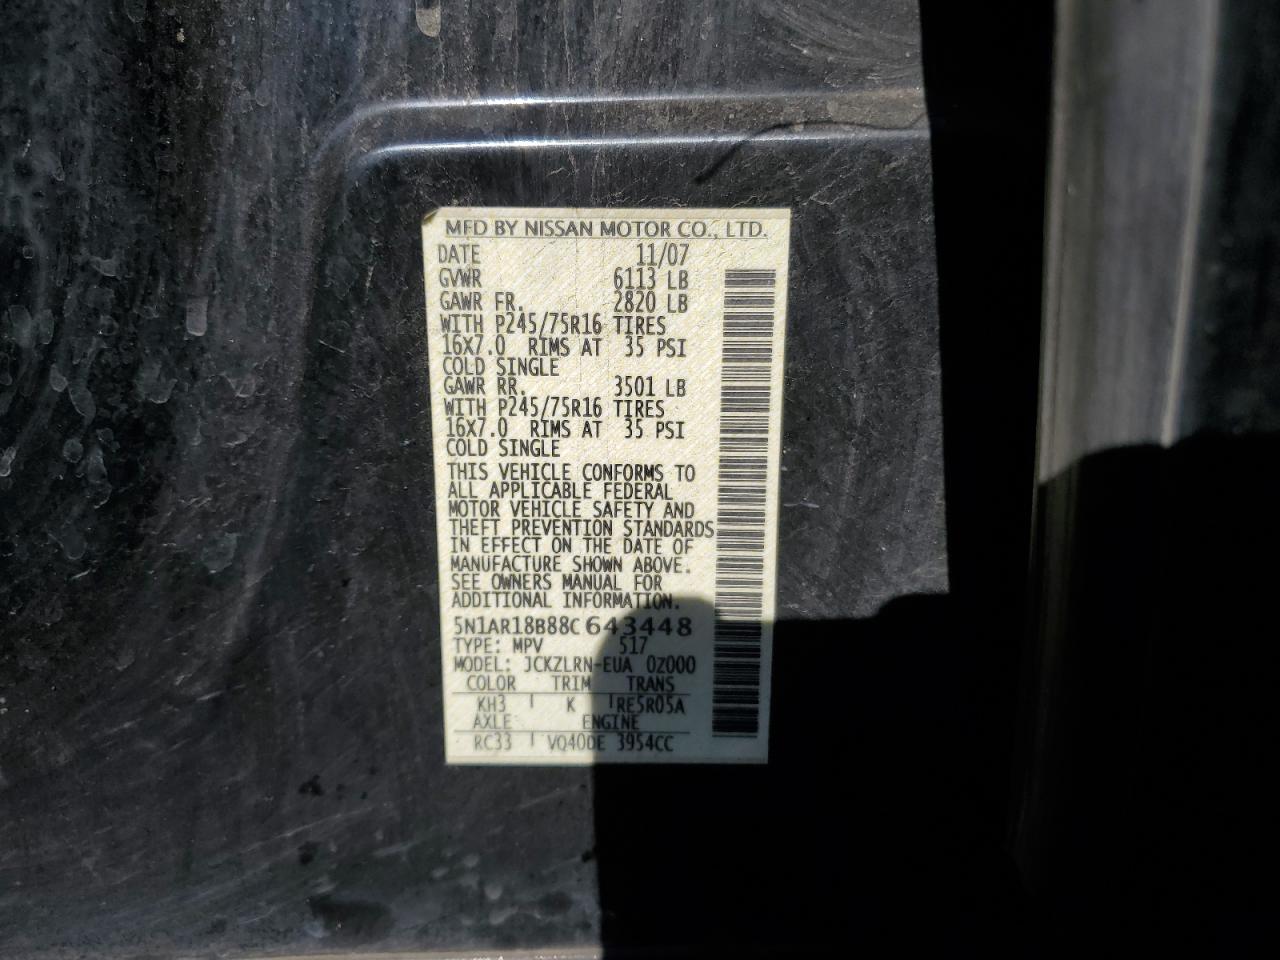 MFD BY NISSAN MOTOR CO., LTD.
DATE 11/07
GVWR 6113 LB
GAWR FR. 2820 LB
WITH P245/75R16 TIRES
16X7.0 RIMS AT 35 PSI
COLD SINGLE
GAWR RR. 3501 LB
WITH P245/75R16 TIRES
16X7.0 RIMS AT 35 PSI
COLD SINGLE
THIS VEHICLE CONFORMS TO
ALL APPLICABLE FEDERAL
MOTOR VEHICLE SAFETY AND
THEFT PREVENTION STANDARDS
IN EFFECT ON THE DATE OF
MANUFACTURE SHOWN ABOVE.
SEE OWNERS MANUAL FOR
ADDITIONAL INFORMATION.
5N1AR18B88C643448
TYPE: MPV 517
MODEL: JCKZLRN-EUA 0Z000
COLOR TRIM TRANS
KH3 K RE5R05A
AXLE ENGINE
RC33 VQ40DE 3954CC